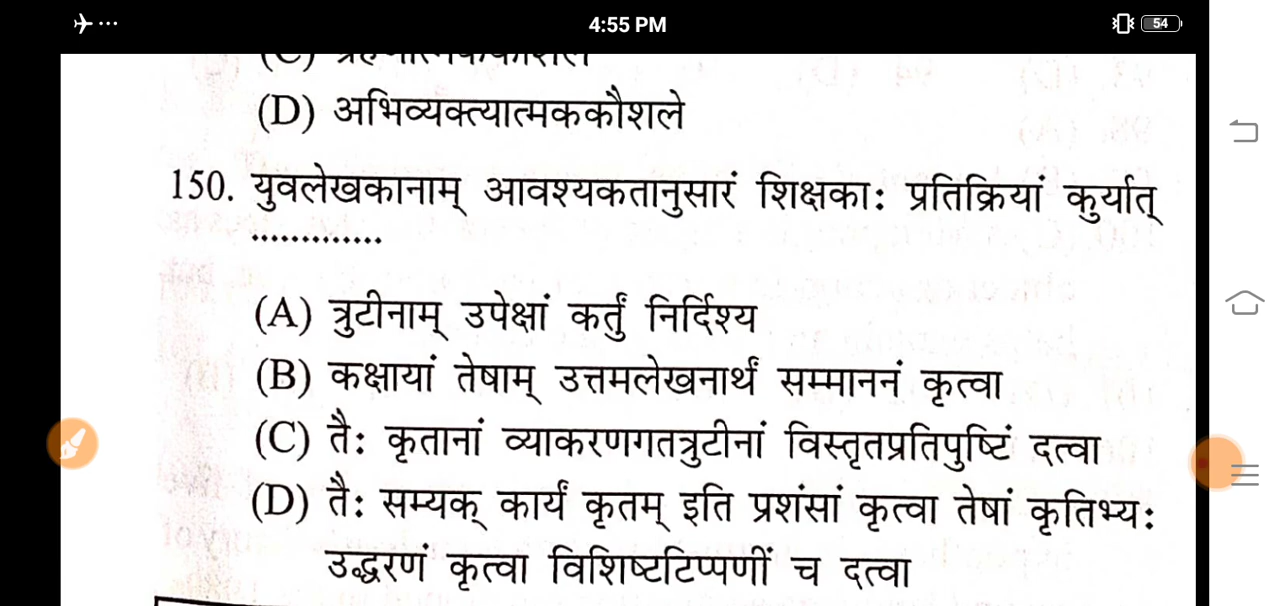 4:55 PM
54
(D) अभिव्यक्त्यात्मककौशले
150. युवलेखकानाम् आवश्यकतानुसारं शिक्षकाः प्रतिक्रियां कुर्यात्
.............
(A) त्रुटीनाम् उपेक्षां कर्तुं निर्दिश्य
(B) कक्षायां तेषाम् उत्तमलेखनार्थं सम्माननं कृत्वा
(C) तैः कृतानां व्याकरणगतत्रुटीनां विस्तृतप्रतिपुष्टिं दत्वा
(D) तैः सम्यक् कार्यं कृतम् इति प्रशंसां कृत्वा तेषां कृतिभ्यः
उद्धरणं कृत्वा विशिष्टटिप्पणीं च दत्वा